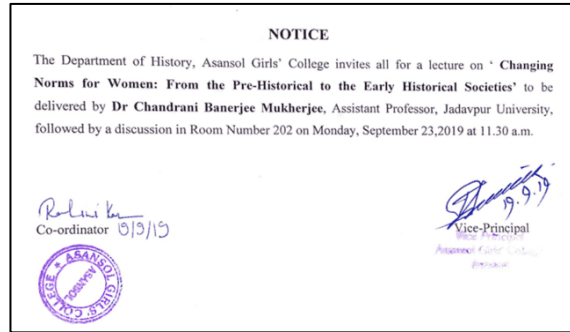 NOTICE
The Department of History, Asansol Girls' College invites all for a lecture on ' Changing
Norms for Women: From the Pre-Historical to the Early Historical Societies' to be
delivered by Dr Chandrani Banerjee Mukherjee, Assistant Professor, Jadavpur University,
followed by a discussion in Room Number 202 on Monday, September 23,2019 at 11.30 a.m.
19.9.19
Co-ordinator 19/9/19
Vice-Principal
Vice Principal
Asansol Girls' College
ASANSOL GIRLS' COLLEGE
ASANSOL